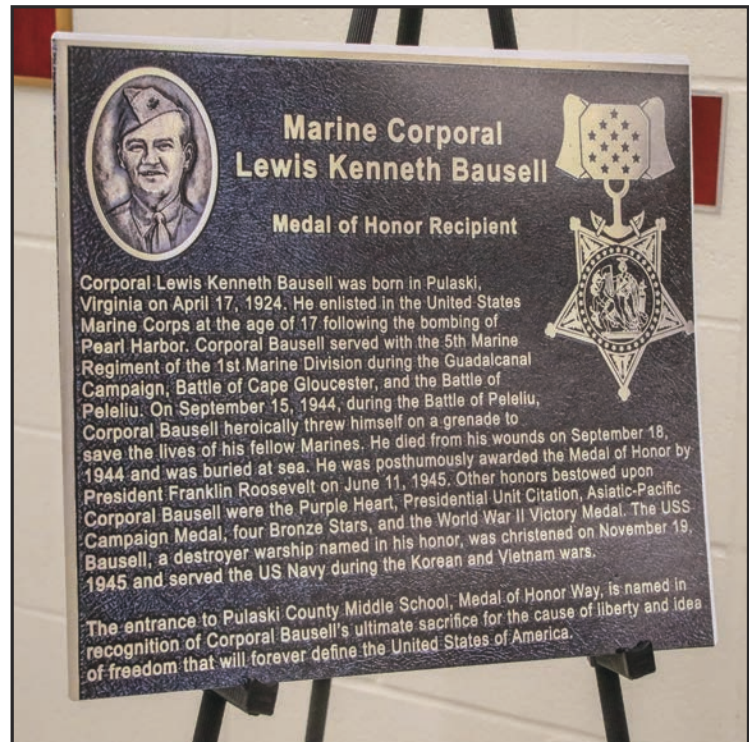 Marine Corporal
Lewis Kenneth Bausell
Medal of Honor Recipient
Corporal Lewis Kenneth Bausell was born in Pulaski,
Virginia on April 17, 1924. He enlisted in the United States
Marine Corps at the age of 17 following the bombing of
Pearl Harbor. Corporal Bausell served with the 5th Marine
Regiment of the 1st Marine Division during the Guadalcanal
Campaign, Battle of Cape Gloucester, and the Battle of
Peleliu. On September 15, 1944, during the Battle of Peleliu,
Corporal Bausell heroically threw himself on a grenade to
save the lives of his fellow Marines. He died from his wounds on September 18,
1944 and was buried at sea. He was posthumously awarded the Medal of Honor by
President Franklin Roosevelt on June 11, 1945. Other honors bestowed upon
Corporal Bausell were the Purple Heart, Presidential Unit Citation, Asiatic-Pacific
Campaign Medal, four Bronze Stars, and the World War II Victory Medal. The USS
Bausell, a destroyer warship named in his honor, was christened on November 19,
1945 and served the US Navy during the Korean and Vietnam wars.
The entrance to Pulaski County Middle School, Medal of Honor Way, is named in
recognition of Corporal Bausell's ultimate sacrifice for the cause of liberty and idea
of freedom that will forever define the United States of America.